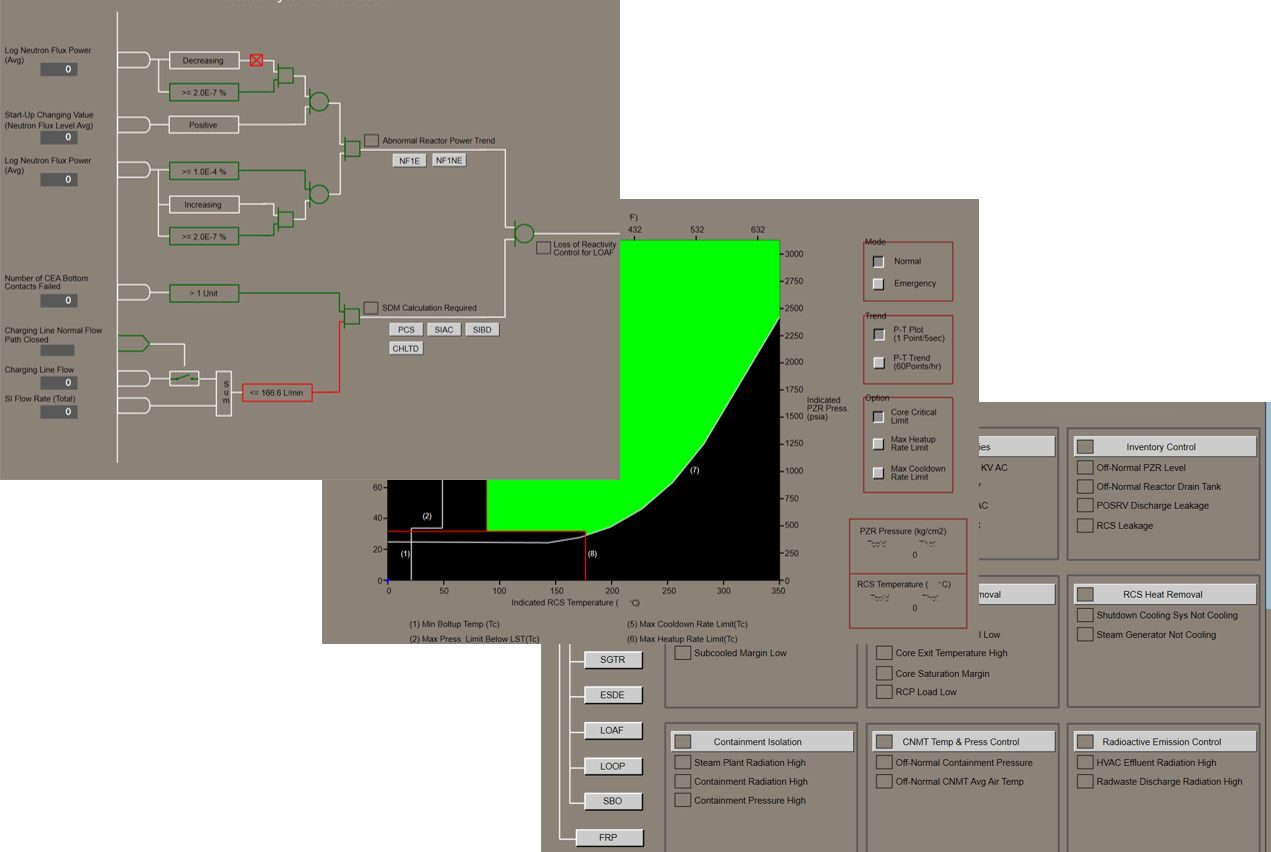 Log Neutron Flux Power
(Avg)
0
Decreasing
>= 2.0E-7 %
Start-Up Changing Value
(Neutron Flux Level Avg)
0
Positive
Log Neutron Flux Power
(Avg)
0
>= 1.0E-4 %
Increasing
>= 2.0E-7 %
Abnormal Reactor Power Trend
NF1E
NF1NE
Loss of Reactivity
Control for LOAF
Number of CEA Bottom
Contacts Failed
0
> 1 Unit
SDM Calculation Required
PCS
SIAC
SIBD
CHLTD
Charging Line Normal Flow
Path Closed
Charging Line Flow
0
SI Flow Rate (Total)
0
Sum
<= 166.6 L/min
°F)
432
532
632
3000
2750
2500
2250
2000
1750
1500
1250
1000
750
500
250
0
Indicated
PZR Press.
(psia)
60
40
20
0
(1)
(2)
(7)
(8)
0
50
100
150
200
250
300
350
Indicated RCS Temperature ( °C)
(1) Min Boltup Temp.(Tc)
(2) Max Press. Limit Below LST(Tc)
(5) Max Cooldown Rate Limit(Tc)
(6) Max Heatup Rate Limit(Tc)
Mode
Normal
Emergency
Trend
P-T Plot
(1 Point/5sec)
P-T Trend
(60Points/hr)
Option
Core Critical
Limit
Max Heatup
Rate Limit
Max Cooldown
Rate Limit
PZR Pressure (kg/cm2)
0
RCS Temperature ( °C)
0
ies
KV AC
AC
Inventory Control
Off-Normal PZR Level
Off-Normal Reactor Drain Tank
POSRV Discharge Leakage
RCS Leakage
moval
l Low
Core Exit Temperature High
Core Saturation Margin
RCP Load Low
RCS Heat Removal
Shutdown Cooling Sys Not Cooling
Steam Generator Not Cooling
Subcooled Margin Low
SGTR
ESDE
LOAF
LOOP
SBO
FRP
Containment Isolation
Steam Plant Radiation High
Containment Radiation High
Containment Pressure High
CNMT Temp & Press Control
Off-Normal Containment Pressure
Off-Normal CNMT Avg Air Temp
Radioactive Emission Control
HVAC Effluent Radiation High
Radwaste Discharge Radiation High